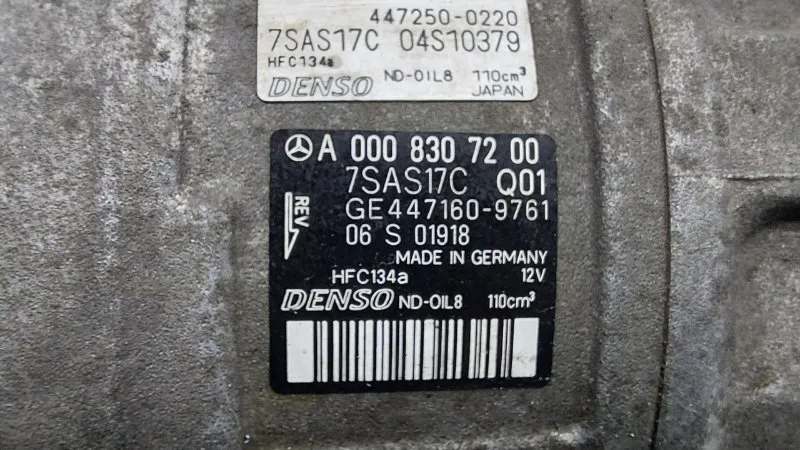 447250-0220
7SAS17C 04S10379
HFC134a
DENSO ND-OIL8 110cm³
JAPAN
A 000 830 72 00
7SAS17C Q01
REV
GE447160-9761
06 S 01918
MADE IN GERMANY
HFC134a 12V
DENSO ND-OIL8 110cm³